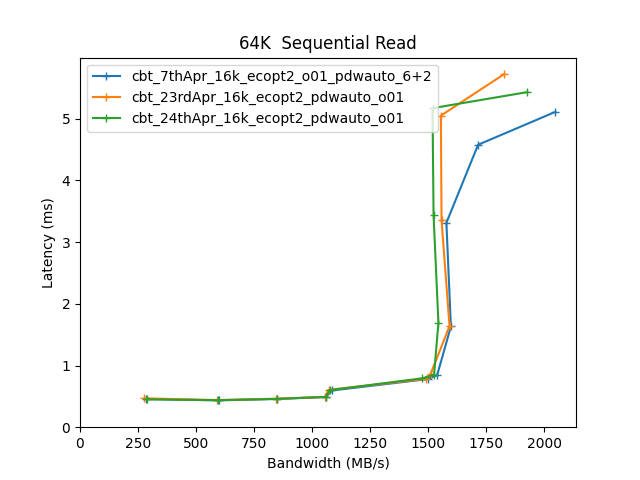 64K  Sequential Read
cbt_7thApr_16k_ecopt2_o01_pdwauto_6+2
cbt_23rdApr_16k_ecopt2_pdwauto_o01
cbt_24thApr_16k_ecopt2_pdwauto_o01
Latency (ms)
5
4
3
2
1
0
0 250 500 750 1000 1250 1500 1750 2000
Bandwidth (MB/s)